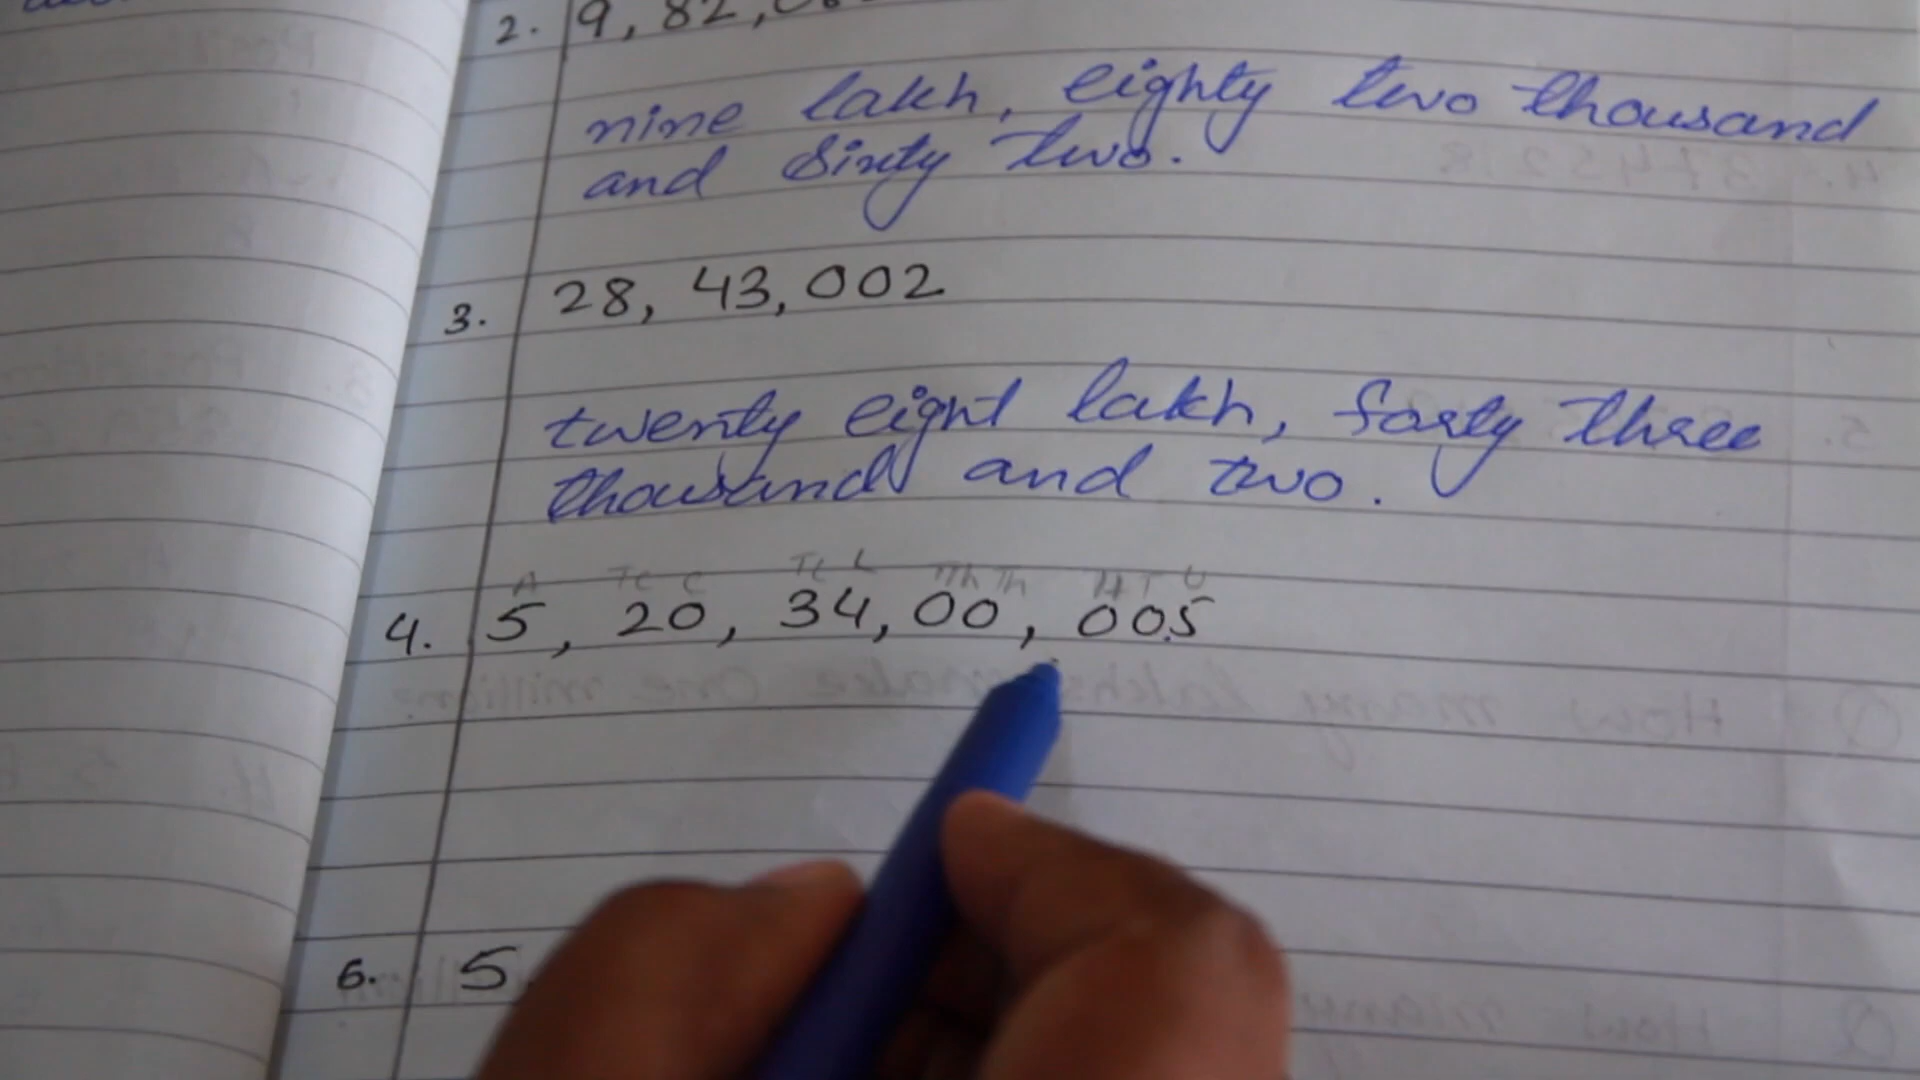 2. 9, 82,
nine lakh, eighty two thousand
and sixty two.
3. 28, 43, 002
twenty eight lakh, forty three
thousand and two.
A TC C TL L TTh Th H T U
4. 5, 20, 34, 00, 005
6. 5